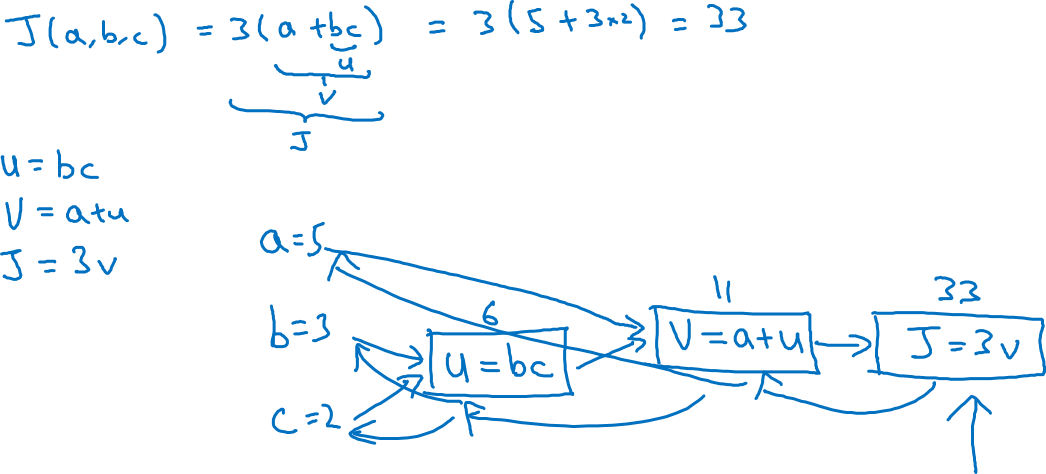 J(a,b,c) = 3(a+bc) = 3(5+3×2) = 33
u
v
J
u = bc
V = a+u
J = 3v
a=5
11
33
6
b=3
V=a+u
J=3v
u=bc
c=2